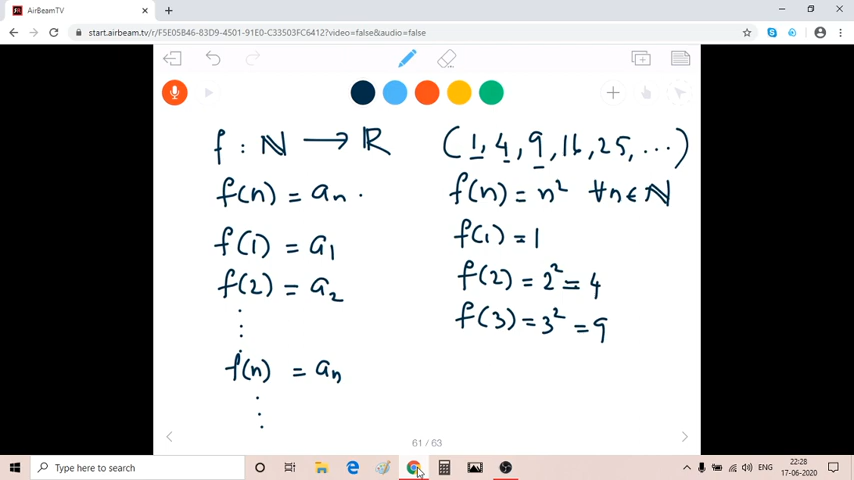 AirBeamTV
start.airbeam.tv/r/F5E05B46-83D9-4501-91E0-C33503FC6412?video=false&audio=false
f : ℕ ⟶ ℝ
f(n) = aₙ .
f(1) = a₁
f(2) = a₂
⋮
f(n) = aₙ
⋮
(1, 4, 9, 16, 25, ...)
f(n) = n² ∀n ∈ ℕ
f(1) = 1
f(2) = 2² = 4
f(3) = 3² = 9
61 / 63
Type here to search
ENG
22:28
17-06-2020